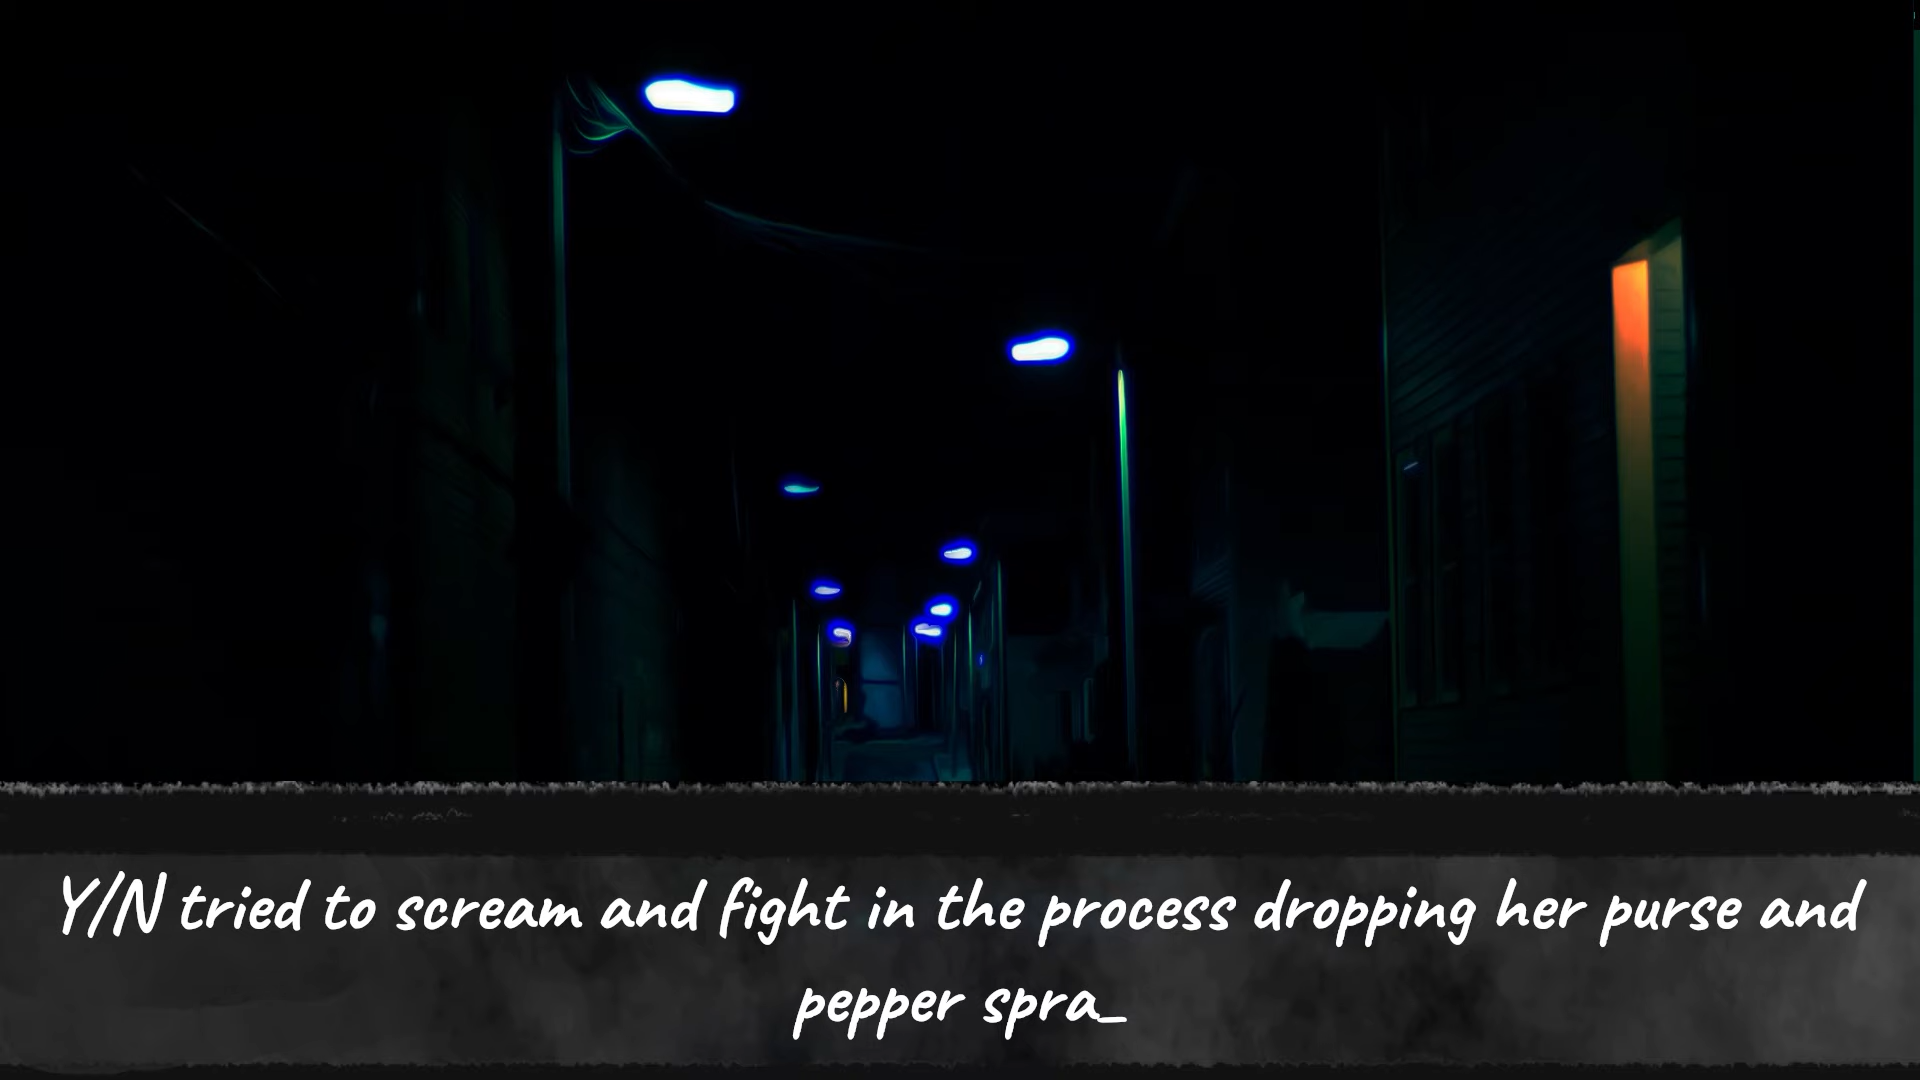 Y/N tried to scream and fight in the process dropping her purse and
pepper spra_